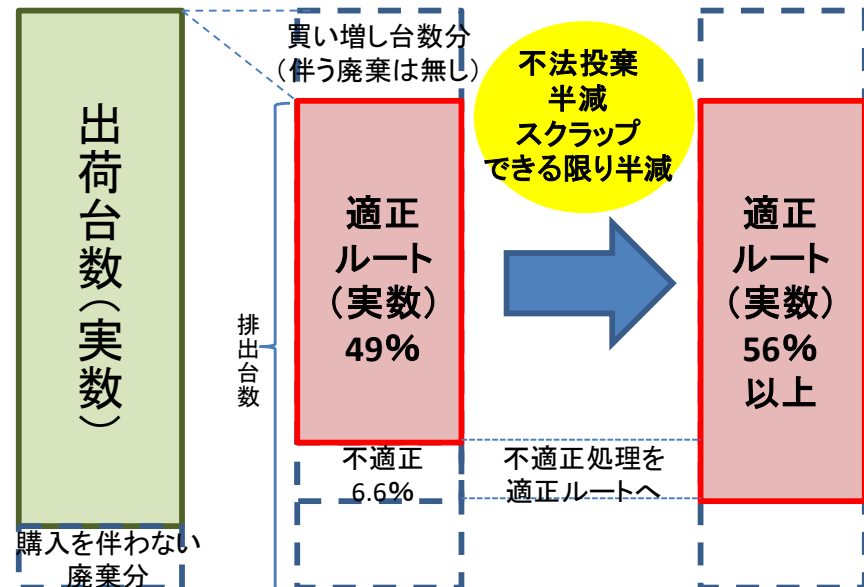 出荷台数（実数）
購入を伴わない
廃棄分
買い増し台数分
（伴う廃棄は無し）
排出台数
適正
ルート
（実数）
49%
不適正
6.6%
不法投棄
半減
スクラップ
できる限り半減
不適正処理を
適正ルートへ
適正
ルート
（実数）
56%
以上